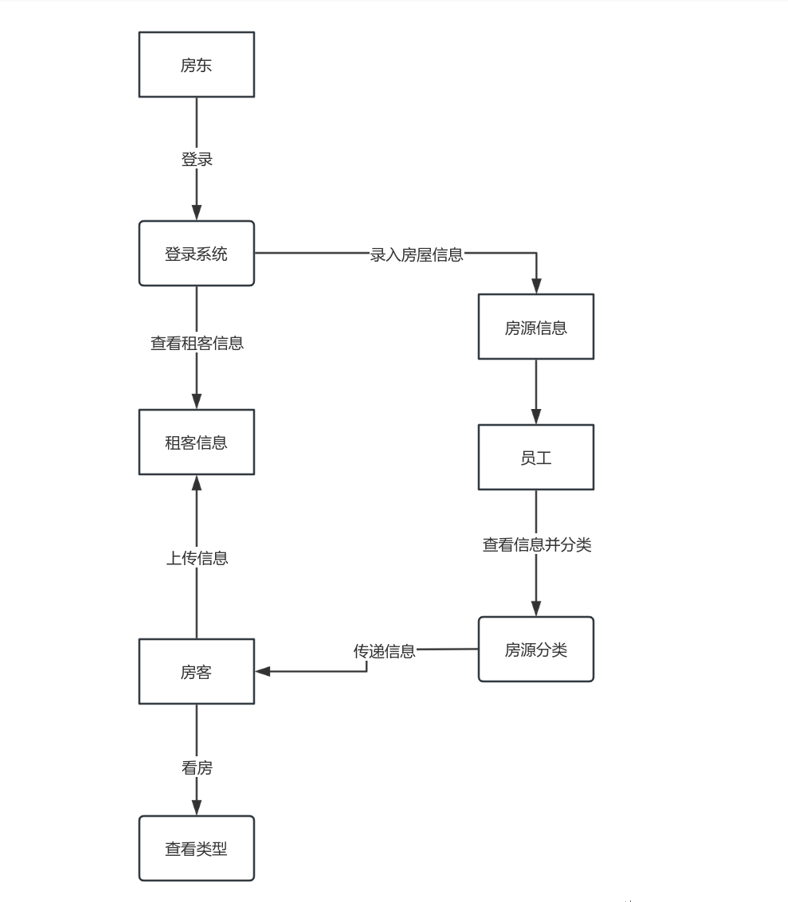 房东
登录
登录系统
录入房屋信息
房源信息
查看租客信息
租客信息
员工
查看信息并分类
上传信息
房源分类
传递信息
房客
看房
查看类型